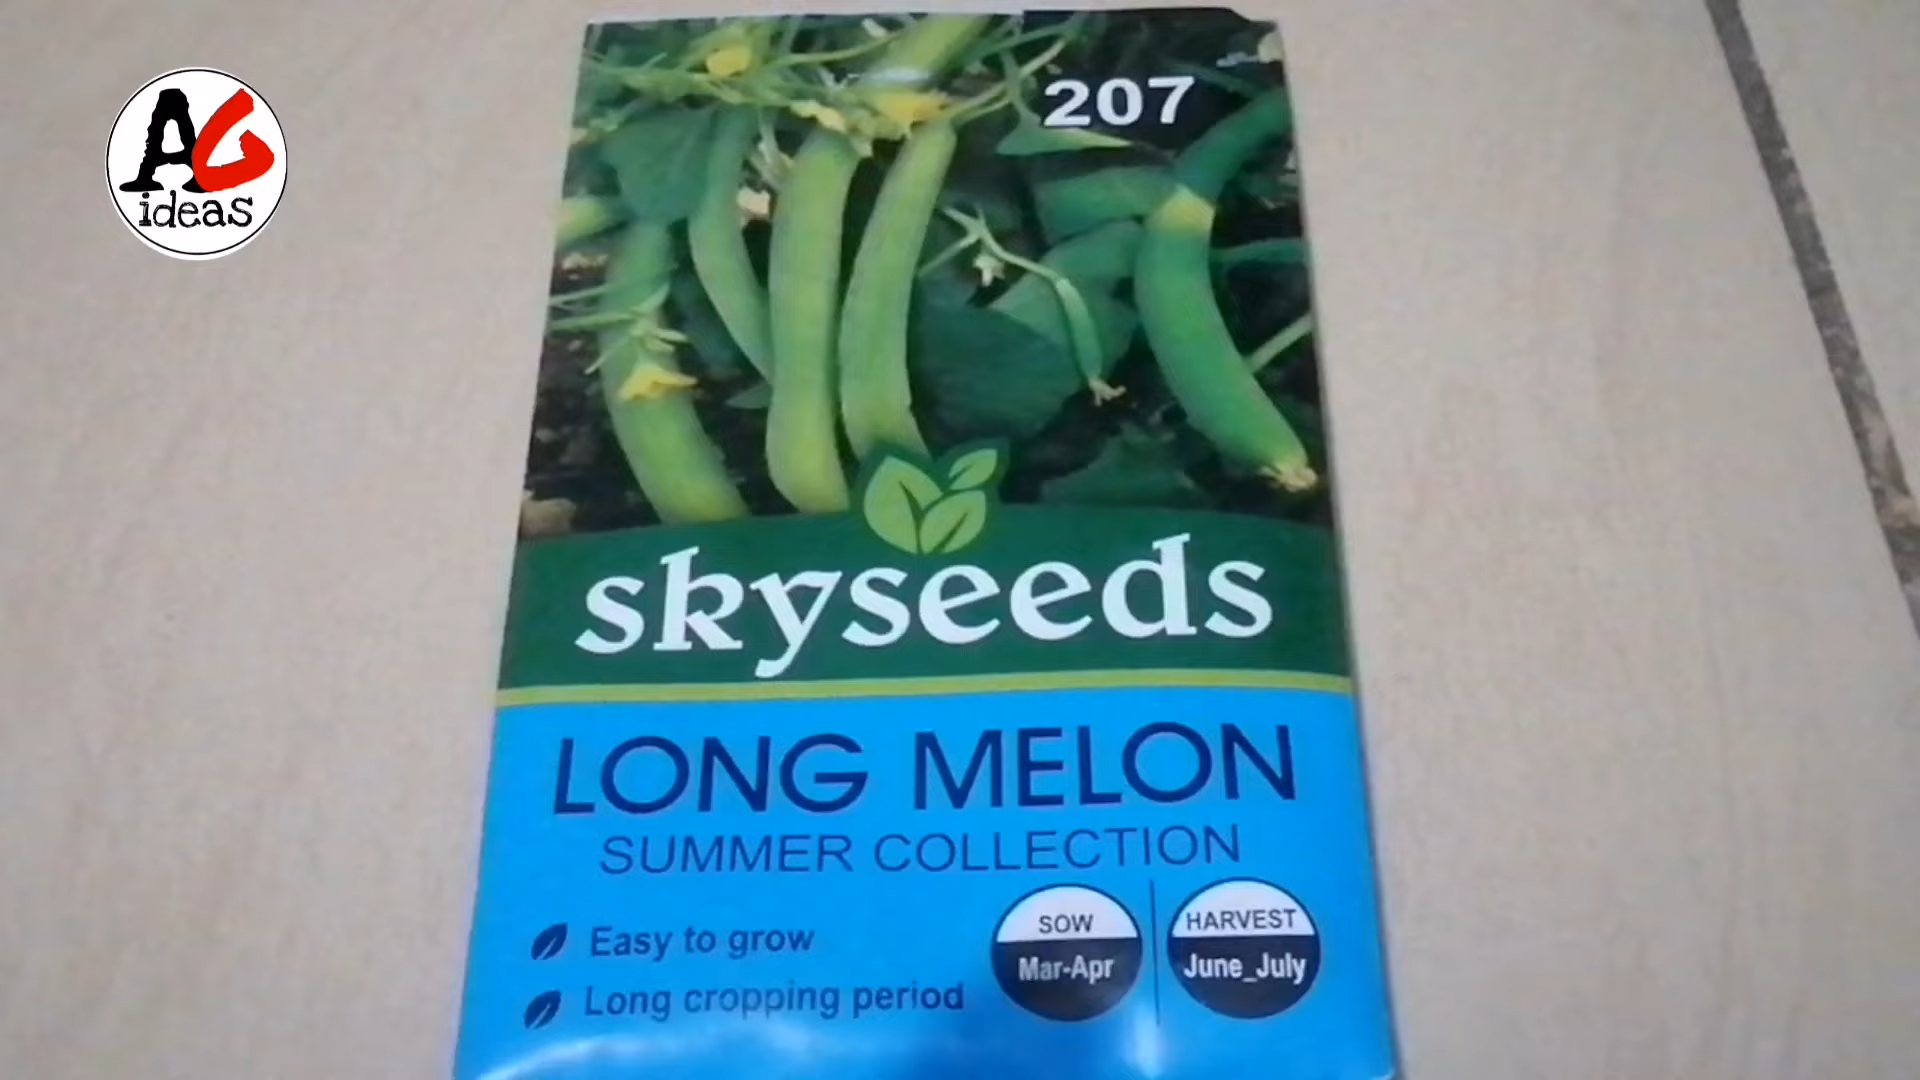 AG
ideas
207
skyseeds
LONG MELON
SUMMER COLLECTION
Easy to grow
Long cropping period
SOW
Mar-Apr
HARVEST
June_July